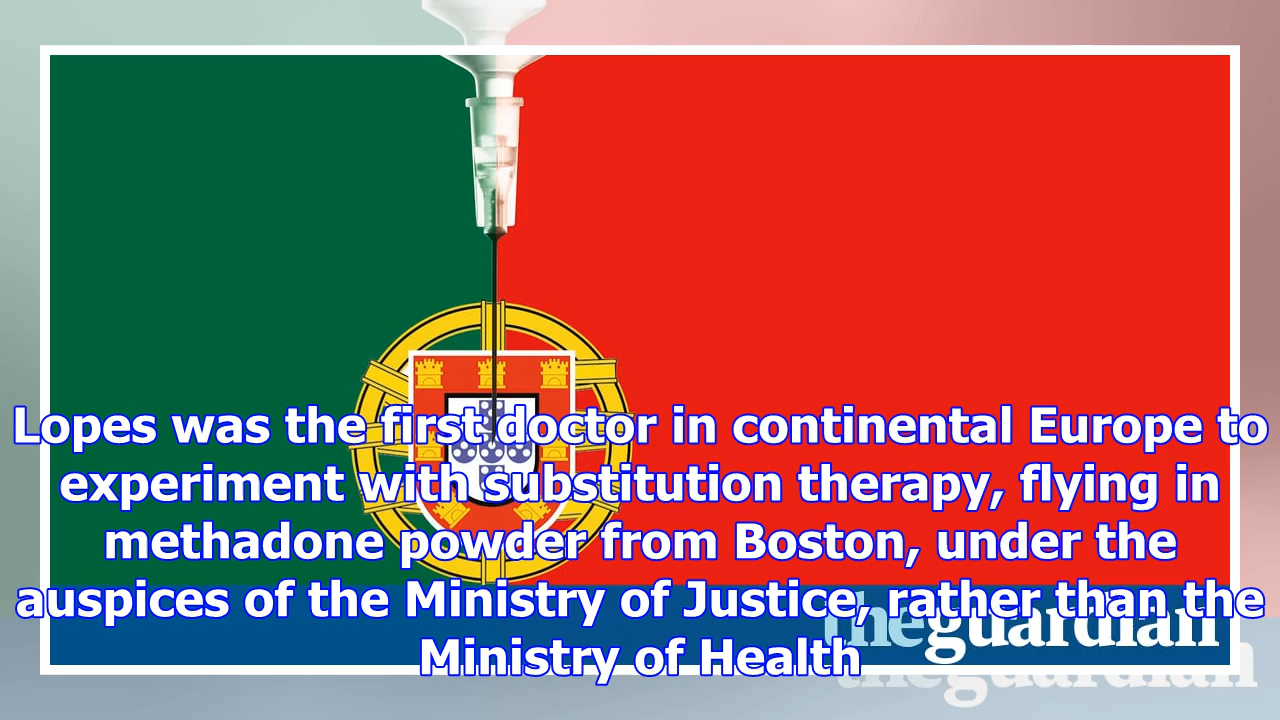 Lopes was the first doctor in continental Europe to
experiment with substitution therapy, flying in
methadone powder from Boston, under the
auspices of the Ministry of Justice, rather than the
Ministry of Health
theguardian
theguardian